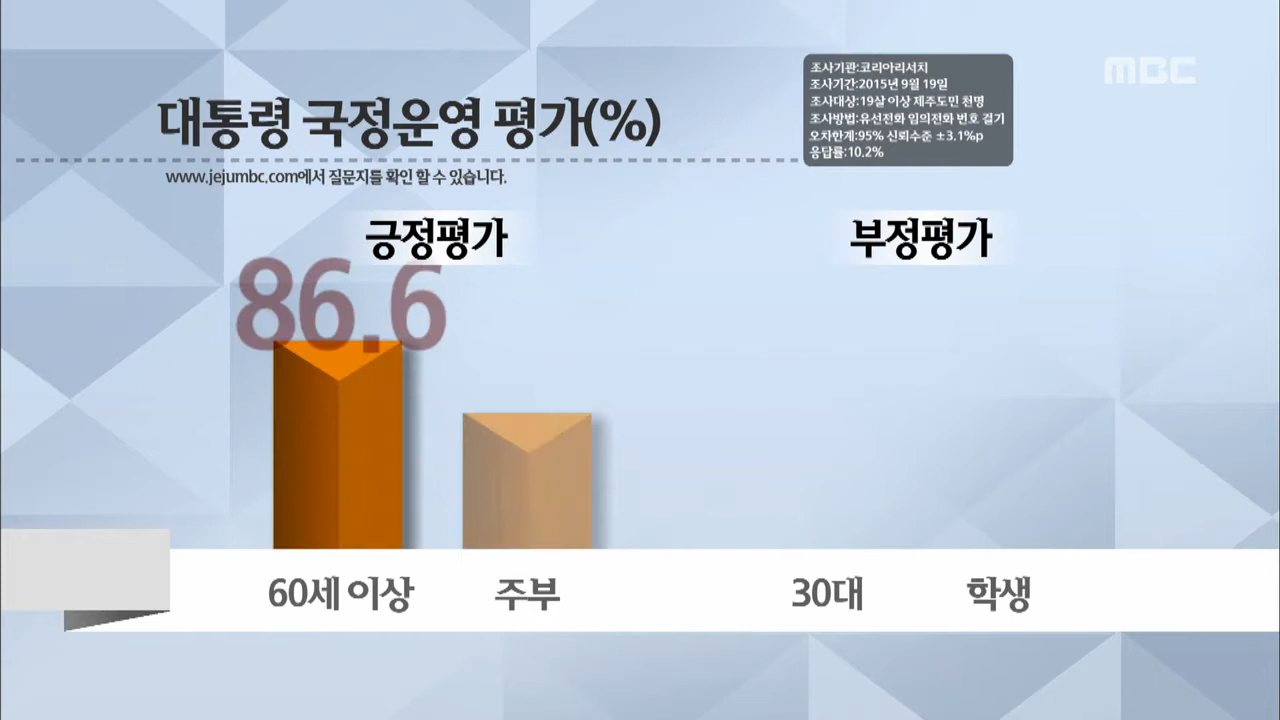 MBC
조사기관:코리아리서치
조사기간:2015년 9월 19일
조사대상:19살 이상 제주도민 천명
조사방법:유선전화 임의전화 번호 걸기
오차한계:95% 신뢰수준 ±3.1%p
응답률:10.2%
대통령 국정운영 평가(%)
www.jejumbc.com에서 질문지를 확인 할 수 있습니다.
긍정평가
부정평가
86.6
60세 이상
주부
30대
학생